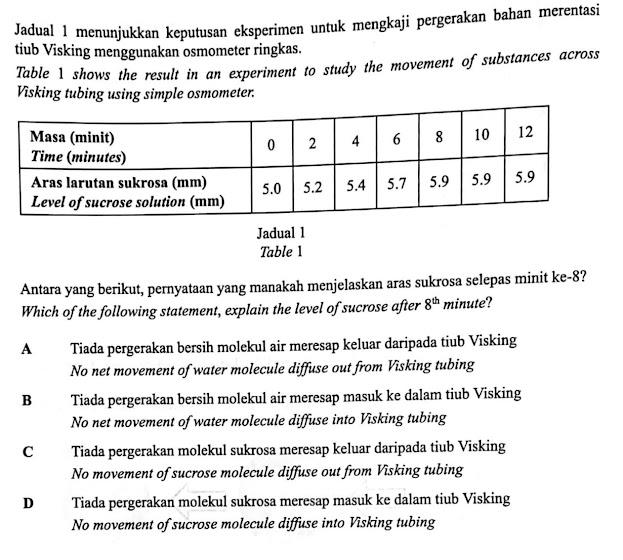 Jadual 1 menunjukkan keputusan eksperimen untuk mengkaji pergerakan bahan merentasi
tiub Visking menggunakan osmometer ringkas.
Table 1 shows the result in an experiment to study the movement of substances across
Visking tubing using simple osmometer.
Masa (minit)
Time (minutes)
0 2 4 6 8 10 12
Aras larutan sukrosa (mm)
Level of sucrose solution (mm)
5.0 5.2 5.4 5.7 5.9 5.9 5.9
Jadual 1
Table 1
Antara yang berikut, pernyataan yang manakah menjelaskan aras sukrosa selepas minit ke-8?
Which of the following statement, explain the level of sucrose after 8th minute?
A Tiada pergerakan bersih molekul air meresap keluar daripada tiub Visking
No net movement of water molecule diffuse out from Visking tubing
B Tiada pergerakan bersih molekul air meresap masuk ke dalam tiub Visking
No net movement of water molecule diffuse into Visking tubing
C Tiada pergerakan molekul sukrosa meresap keluar daripada tiub Visking
No movement of sucrose molecule diffuse out from Visking tubing
D Tiada pergerakan molekul sukrosa meresap masuk ke dalam tiub Visking
No movement of sucrose molecule diffuse into Visking tubing